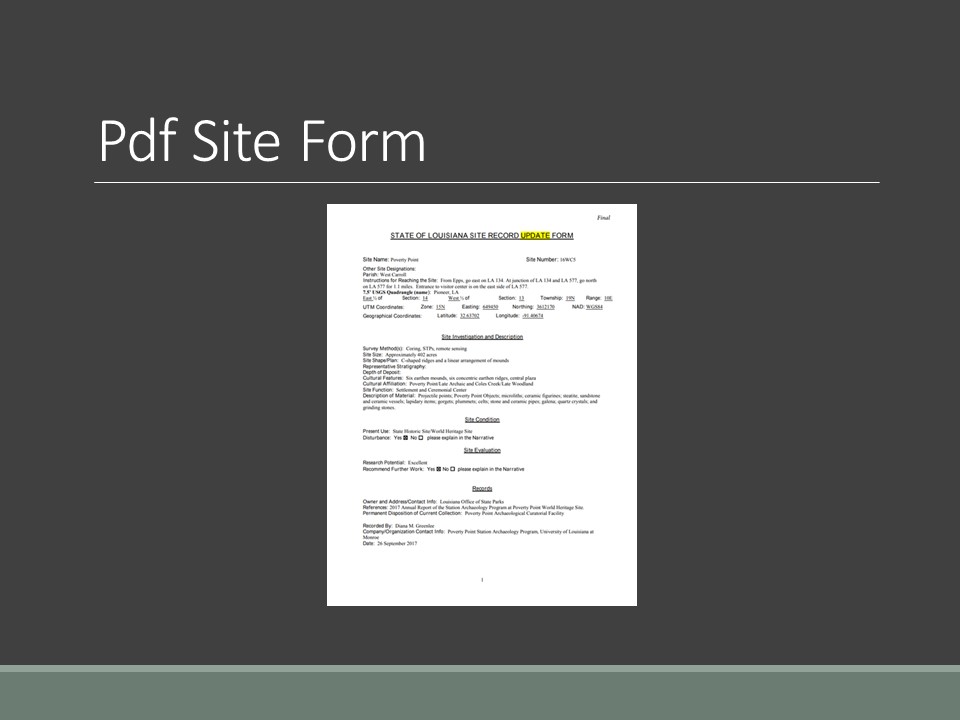 Pdf Site Form
Final
STATE OF LOUISIANA SITE RECORD UPDATE FORM
Site Name: Poverty Point Site Number: 16WC5
Other Site Designations:
Parish: West Carroll
Instructions for Reaching the Site: From Epps, go east on LA 134. At junction of LA 134 and LA 577, go north
on LA 577 for 1.1 miles. Entrance to visitor center is on the east side of LA 577.
7.5' USGS Quadrangle (name): Pioneer, LA
East ½ of Section: 14 West ½ of Section: 13 Township: 19N Range: 10E
UTM Coordinates: Zone: 15N Easting: 649430 Northing: 3612170 NAD: WGS84
Geographical Coordinates: Latitude: 32.63702 Longitude: -91.40674
Site Investigation and Description
Survey Method(s): Coring, STPs, remote sensing
Site Size: Approximately 402 acres
Site Shape/Plan: C-shaped ridges and a linear arrangement of mounds
Representative Stratigraphy:
Depth of Deposit:
Cultural Features: Six earthen mounds, six concentric earthen ridges, central plaza
Cultural Affiliation: Poverty Point/Late Archaic and Coles Creek/Late Woodland
Site Function: Settlement and Ceremonial Center
Description of Material: Projectile points; Poverty Point Objects; microliths, ceramic figurines; steatite, sandstone
and ceramic vessels; lapidary items; gorgets; plummets; celts; stone and ceramic pipes; galena; quartz crystals; and
grinding stones.
Site Condition
Present Use: State Historic Site/World Heritage Site
Disturbance: Yes ☒ No ☐ please explain in the Narrative
Site Evaluation
Research Potential: Excellent
Recommend Further Work: Yes ☒ No ☐ please explain in the Narrative
Records
Owner and Address/Contact Info: Louisiana Office of State Parks
References: 2017 Annual Report of the Station Archaeology Program at Poverty Point World Heritage Site.
Permanent Disposition of Current Collection: Poverty Point Archaeological Curatorial Facility
Recorded By: Diana M. Greenlee
Company/Organization Contact Info: Poverty Point Station Archaeology Program, University of Louisiana at
Monroe
Date: 26 September 2017
1